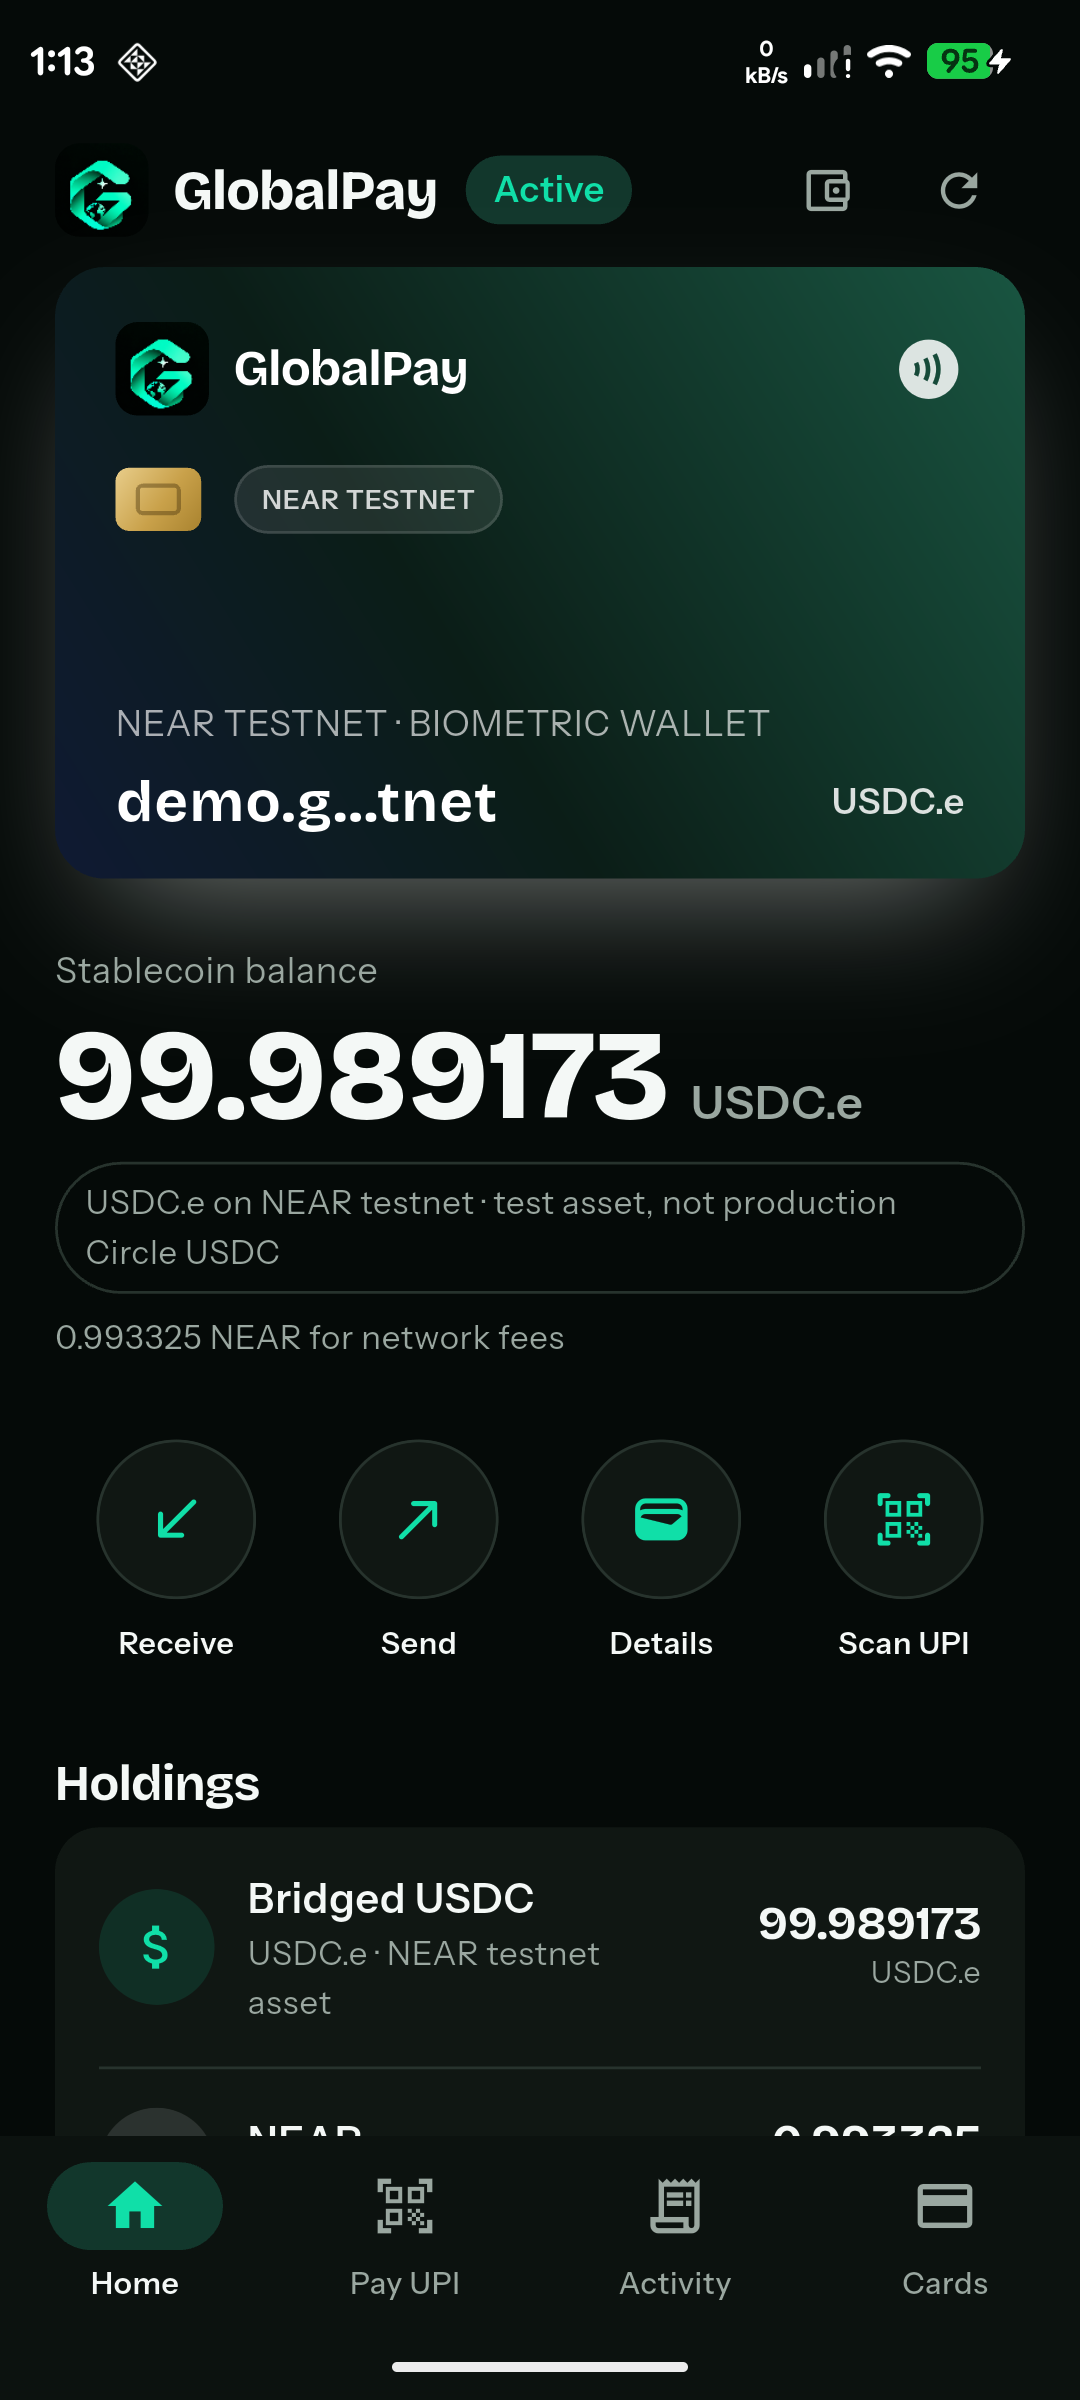 1:13
0
kB/s
95
GlobalPay
Active
GlobalPay
NEAR TESTNET
NEAR TESTNET · BIOMETRIC WALLET
demo.g...tnet
USDC.e
Stablecoin balance
99.989173 USDC.e
USDC.e on NEAR testnet · test asset, not production
Circle USDC
0.993325 NEAR for network fees
Receive
Send
Details
Scan UPI
Holdings
Bridged USDC
USDC.e · NEAR testnet
asset
99.989173
USDC.e
NEAR
0.993325
Home
Pay UPI
Activity
Cards